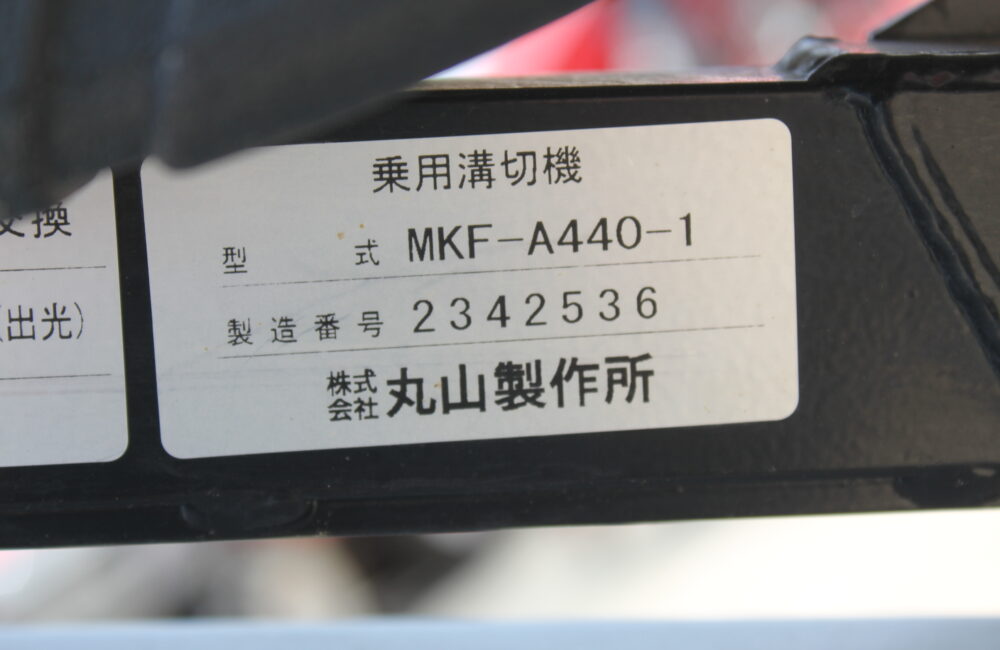 乗用溝切機
型 式 MKF-A440-1
製造番号 2342536
株式会社 丸山製作所
交換
(出光)